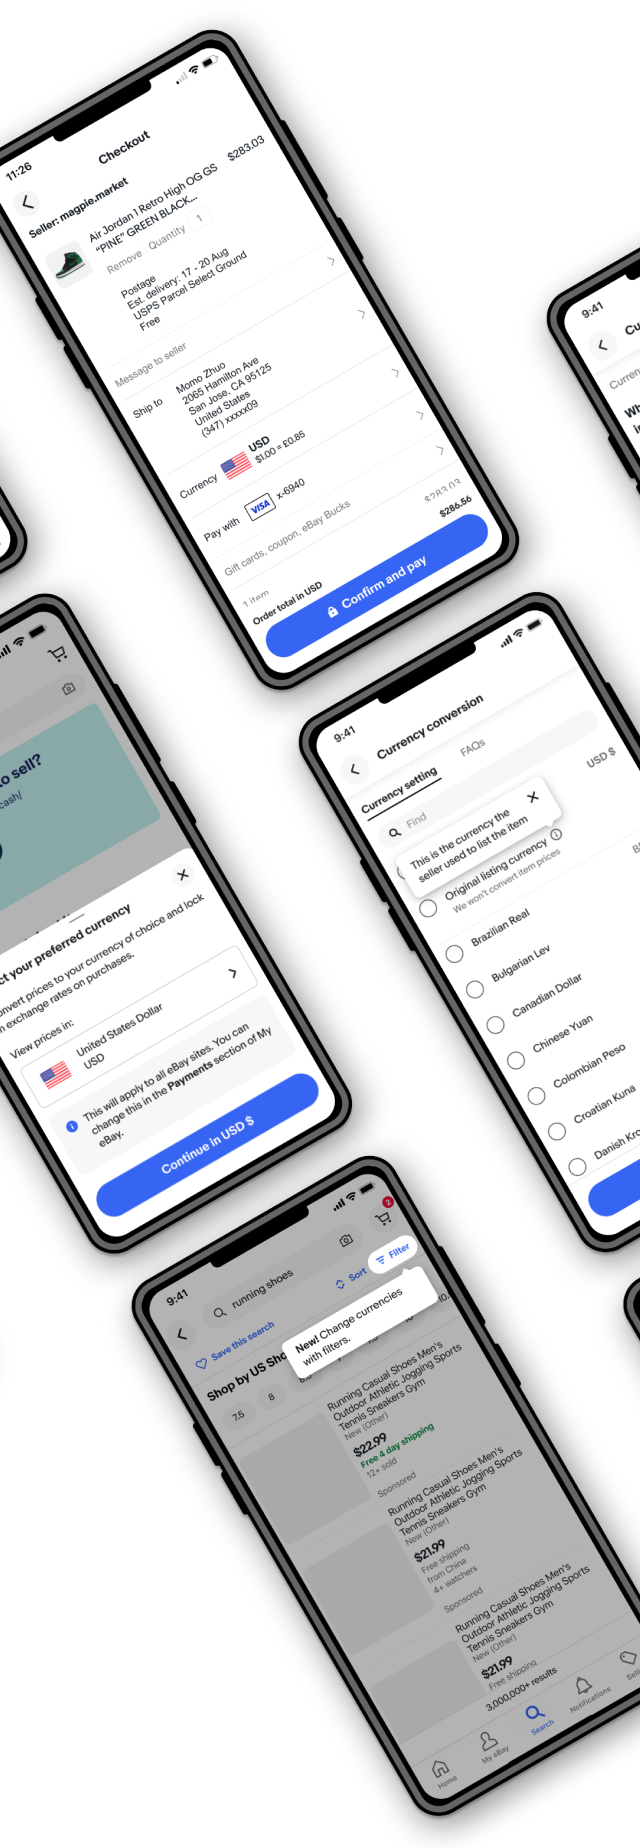 11:26
Checkout
Seller: magpie.market
Air Jordan 1 Retro High OG GS
"PINE" GREEN BLACK...
$283.03
Remove
Quantity
1
Postage
Est. delivery: 17 - 20 Aug
USPS Parcel Select Ground
Free
Message to seller
Ship to
Momo Zhuo
2065 Hamilton Ave
San Jose, CA 95125
United States
(347) xxxxx09
Currency
USD
$1.00 = £0.85
Pay with
VISA
x-6940
Gift cards, coupon, eBay Bucks
1 item
$283.03
Order total in USD
$286.56
Confirm and pay
9:41
Cu
Curren
Wh
i
to sell?
cash/
ct your preferred currency
onvert prices to your currency of choice and lock
n exchange rates on purchases.
View prices in:
United States Dollar
USD
This will apply to all eBay sites. You can
change this in the Payments section of My
eBay.
Continue in USD $
9:41
Currency conversion
Currency setting
FAQs
Find
USD $
This is the currency the
seller used to list the item
Original listing currency
We won't convert item prices
Brazilian Real
Bulgarian Lev
Canadian Dollar
Chinese Yuan
Colombian Peso
Croatian Kuna
Danish Kro
9:41
running shoes
2
Save this search
Sort
Filter
New! Change currencies
with filters.
Shop by US Sho
7.5
8
10.
Running Casual Shoes Men's
Outdoor Athletic Jogging Sports
Tennis Sneakers Gym
New (Other)
$22.99
Free 4 day shipping
12+ sold
Sponsored
Running Casual Shoes Men's
Outdoor Athletic Jogging Sports
Tennis Sneakers Gym
New (Other)
$21.99
Free shipping
from China
4+ watchers
Sponsored
Running Casual Shoes Men's
Outdoor Athletic Jogging Sports
Tennis Sneakers Gym
New (Other)
$21.99
Free shipping
3,000,000+ results
Home
My eBay
Search
Notifications
Selli